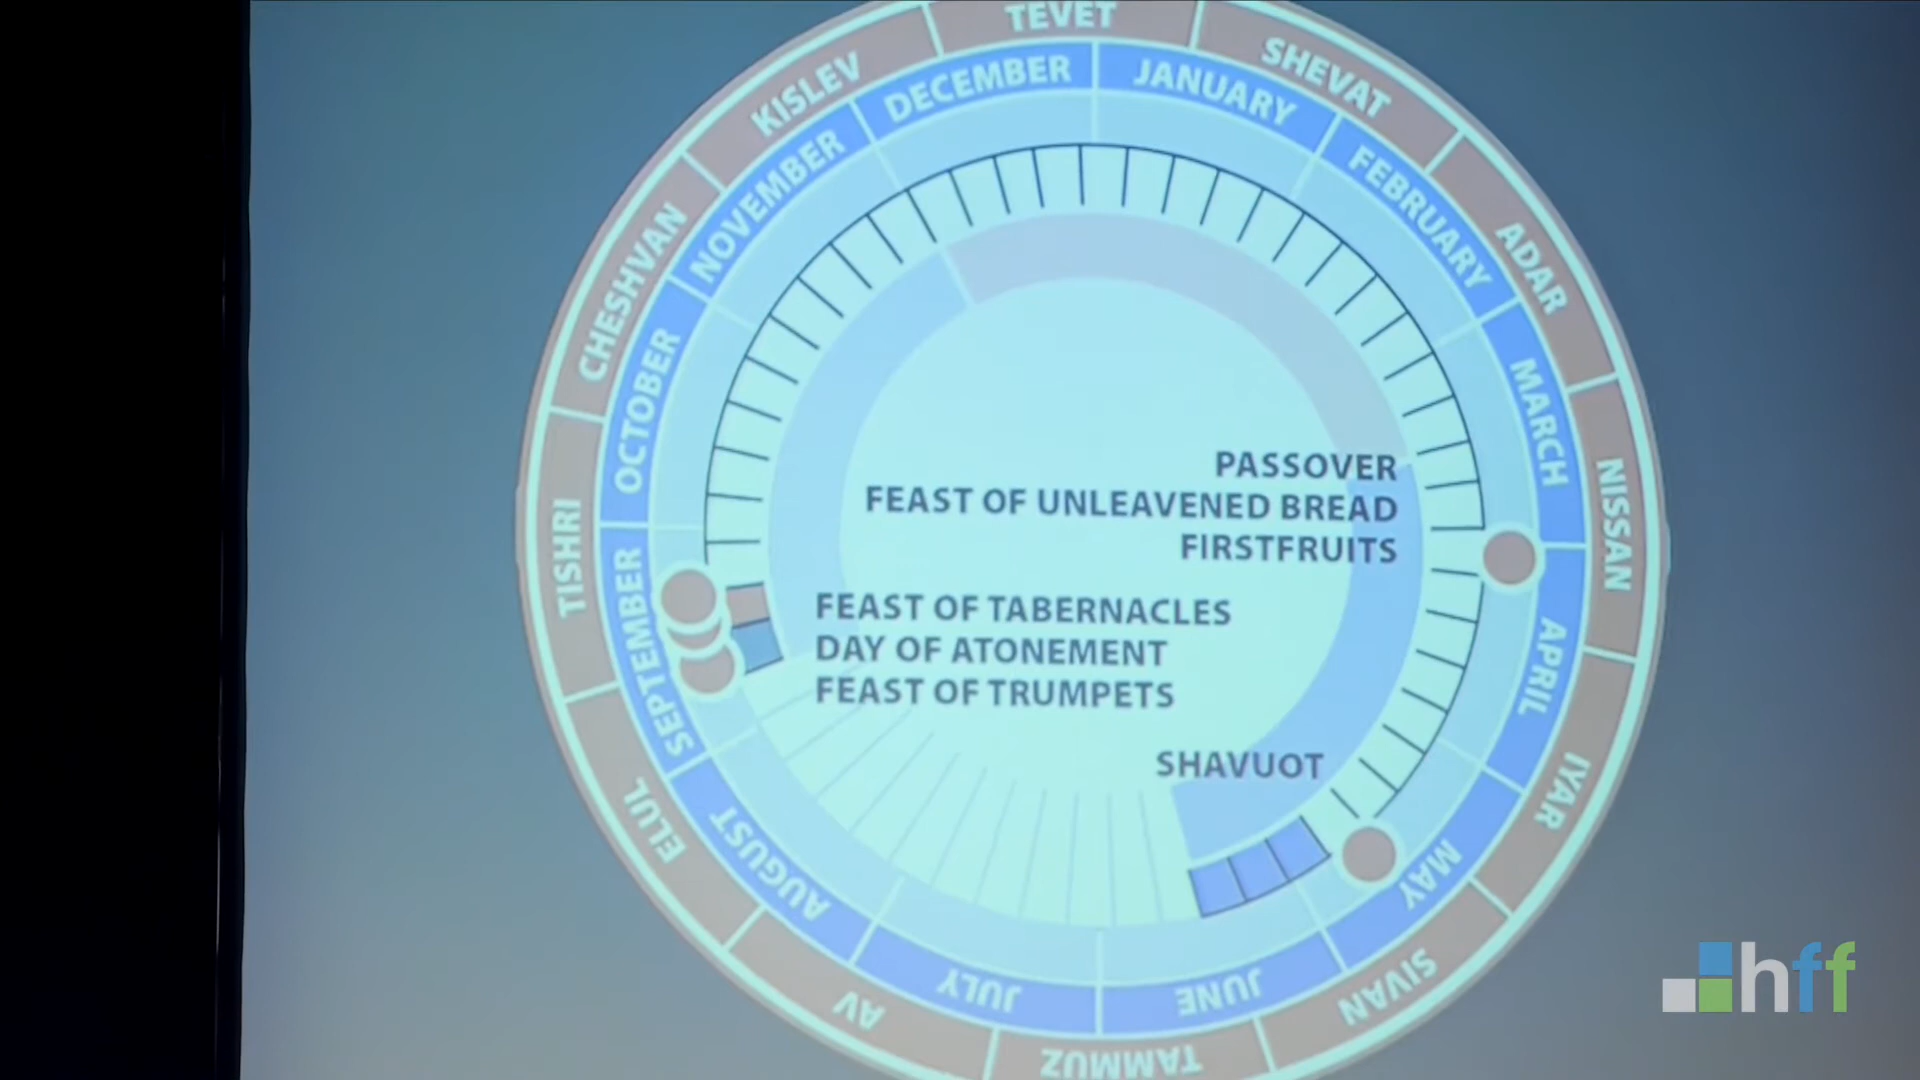 TEVET
SHEVAT
ADAR
NISSAN
IYAR
SIVAN
TAMMUZ
AV
ELUL
TISHRI
CHESHVAN
KISLEV
DECEMBER
JANUARY
FEBRUARY
MARCH
APRIL
MAY
JUNE
JULY
AUGUST
SEPTEMBER
OCTOBER
NOVEMBER
PASSOVER
FEAST OF UNLEAVENED BREAD
FIRSTFRUITS
FEAST OF TABERNACLES
DAY OF ATONEMENT
FEAST OF TRUMPETS
SHAVUOT
hff